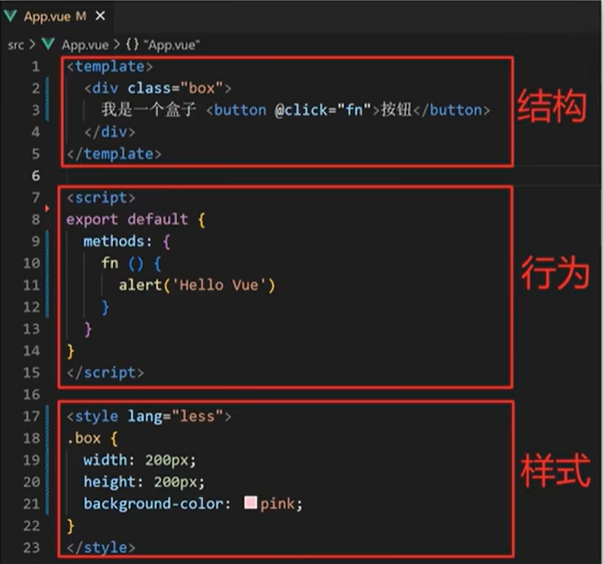 App.vue M ×
src > App.vue > {} "App.vue"
1 <template>
2 <div class="box">
3 我是一个盒子 <button @click="fn">按钮</button>
4 </div>
5 </template>
结构
6
7 <script>
8 export default {
9 methods: {
10 fn () {
11 alert('Hello Vue')
12 }
13 }
14 }
15 </script>
行为
16
17 <style lang="less">
18 .box {
19 width: 200px;
20 height: 200px;
21 background-color: pink;
22 }
23 </style>
样式